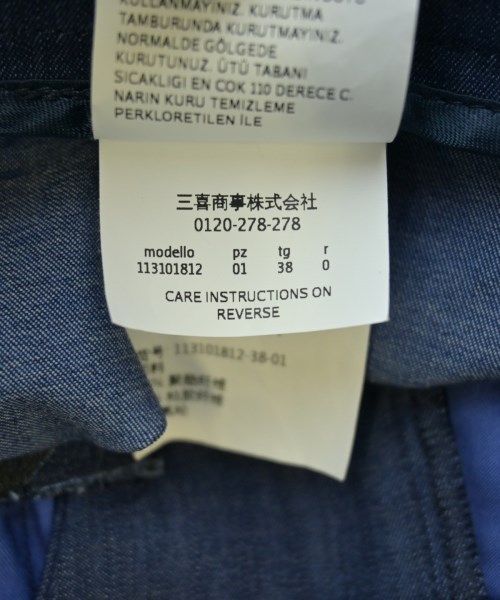 KULLANMAYINIZ. KURUTMA
TAMBURUNDA KURUTMAYINIZ.
NORMALDE GÖLGEDE
KURUTUNUZ. ÜTÜ TABANI
SICAKLIGI EN COK 110 DERECE C.
NARIN KURU TEMIZLEME
PERKLORETILEN İLE
三喜商事株式会社
0120-278-278
modello pz tg r
113101812 01 38 0
CARE INSTRUCTIONS ON
REVERSE
113101812-38-01